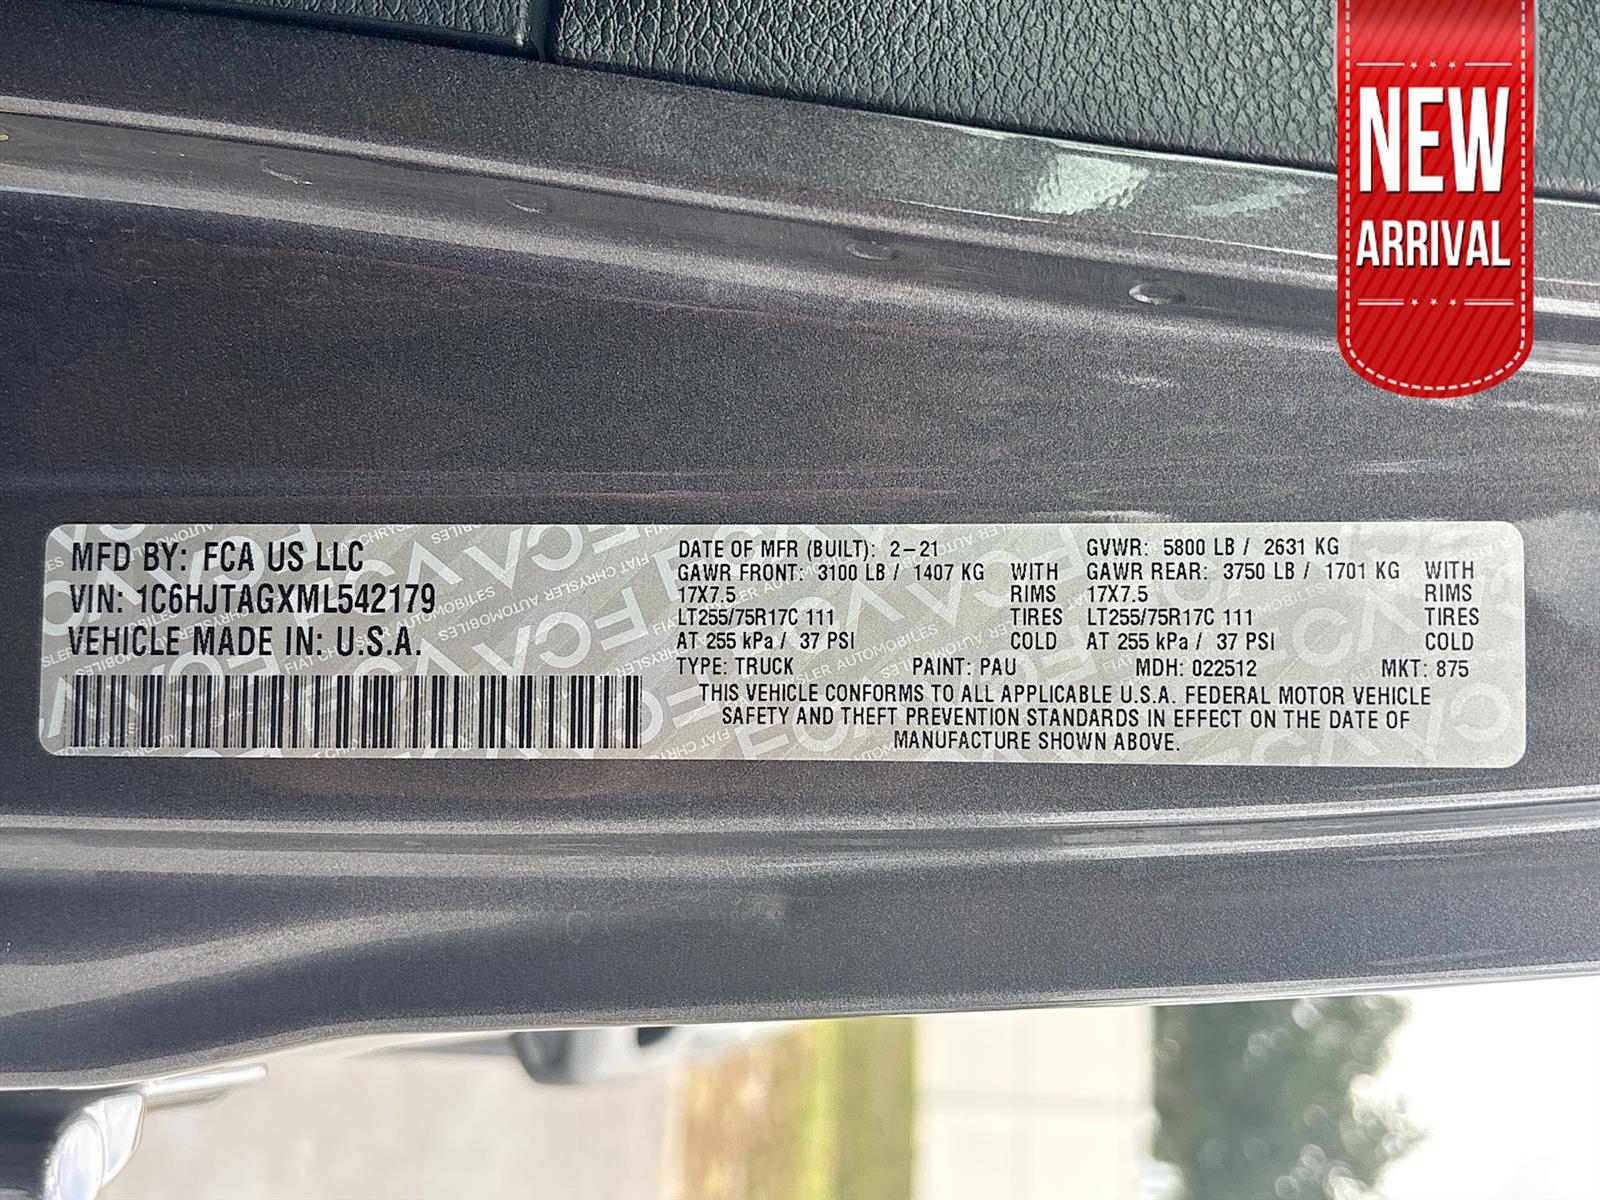 NEW
ARRIVAL
MFD BY: FCA US LLC
VIN: 1C6HJTAGXML542179
VEHICLE MADE IN: U.S.A.
DATE OF MFR (BUILT): 2-21 GVWR: 5800 LB / 2631 KG
GAWR FRONT: 3100 LB / 1407 KG WITH GAWR REAR: 3750 LB / 1701 KG WITH
17X7.5 RIMS 17X7.5 RIMS
LT255/75R17C 111 TIRES LT255/75R17C 111 TIRES
AT 255 kPa / 37 PSI COLD AT 255 kPa / 37 PSI COLD
TYPE: TRUCK PAINT: PAU MDH: 022512 MKT: 875
THIS VEHICLE CONFORMS TO ALL APPLICABLE U.S.A. FEDERAL MOTOR VEHICLE
SAFETY AND THEFT PREVENTION STANDARDS IN EFFECT ON THE DATE OF
MANUFACTURE SHOWN ABOVE.